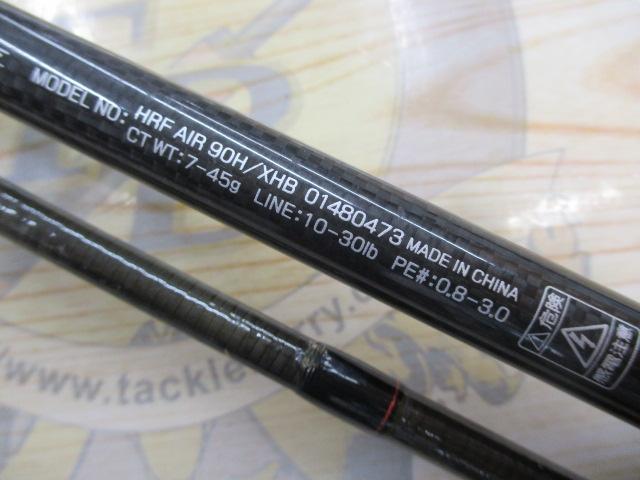 MODEL NO: HRF AIR 90H/XHB 01480473 MADE IN CHINA
CT WT:7-45g LINE:10-30lb PE#:0.8-3.0
危険
感電注意
www.tackle
rry.c